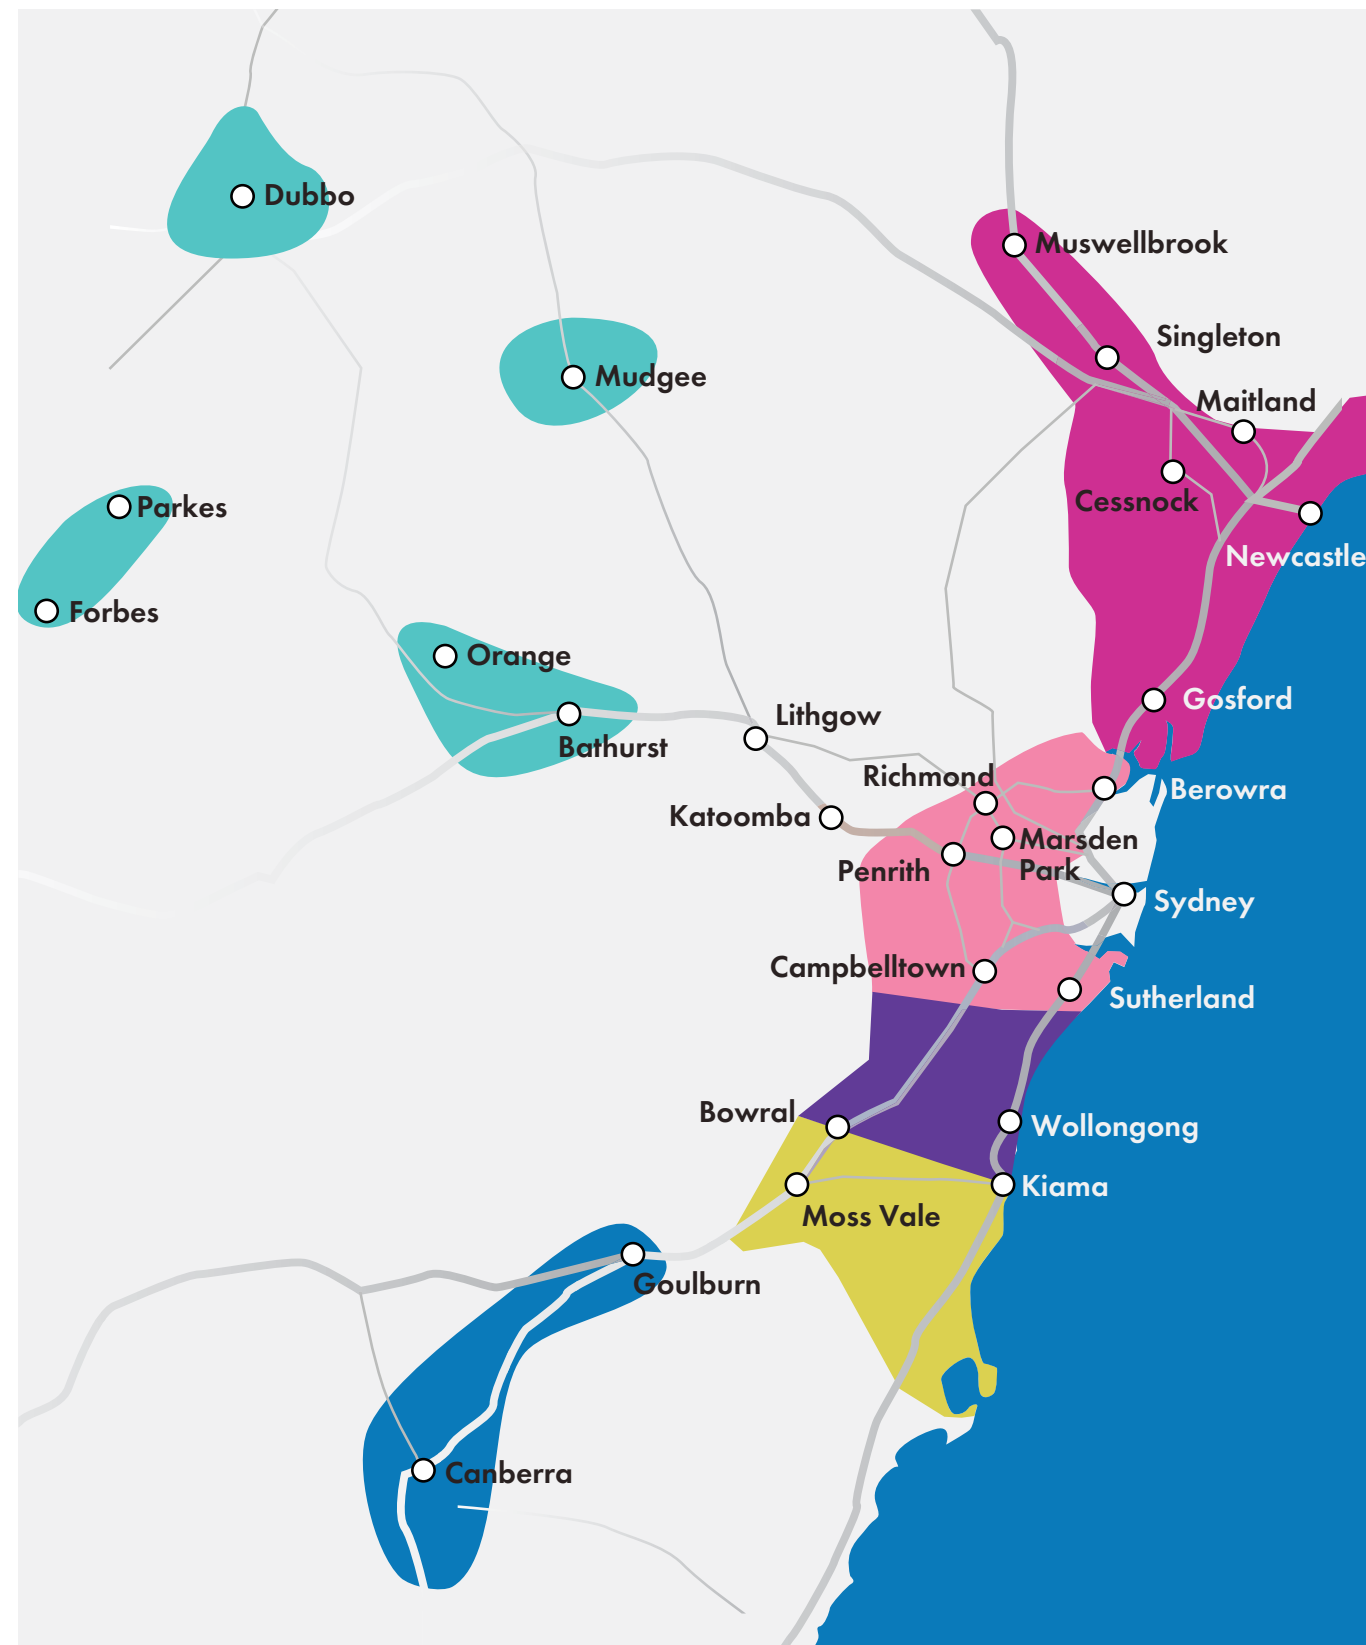 Dubbo
Muswellbrook
Singleton
Mudgee
Maitland
Cessnock
Parkes
Newcastle
Forbes
Orange
Gosford
Lithgow
Bathurst
Richmond
Berowra
Katoomba
Marsden
Park
Penrith
Sydney
Campbelltown
Sutherland
Bowral
Wollongong
Kiama
Moss Vale
Goulburn
Canberra